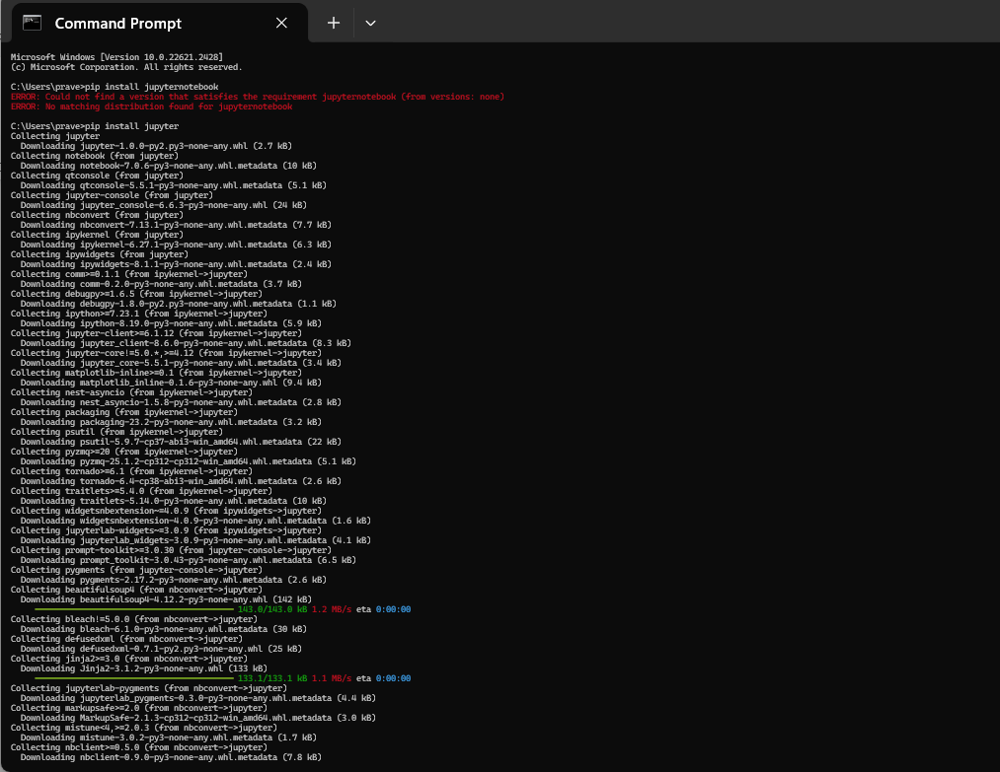 Command Prompt
Microsoft Windows [Version 10.0.22621.2428]
(c) Microsoft Corporation. All rights reserved.
C:\Users\prave>pip install jupyternotebook
ERROR: Could not find a version that satisfies the requirement jupyternotebook (from versions: none)
ERROR: No matching distribution found for jupyternotebook
C:\Users\prave>pip install jupyter
Collecting jupyter
  Downloading jupyter-1.0.0-py2.py3-none-any.whl (2.7 kB)
Collecting notebook (from jupyter)
  Downloading notebook-7.0.6-py3-none-any.whl.metadata (10 kB)
Collecting qtconsole (from jupyter)
  Downloading qtconsole-5.5.1-py3-none-any.whl.metadata (5.1 kB)
Collecting jupyter-console (from jupyter)
  Downloading jupyter_console-6.6.3-py3-none-any.whl (24 kB)
Collecting nbconvert (from jupyter)
  Downloading nbconvert-7.13.1-py3-none-any.whl.metadata (7.7 kB)
Collecting ipykernel (from jupyter)
  Downloading ipykernel-6.27.1-py3-none-any.whl.metadata (6.3 kB)
Collecting ipywidgets (from jupyter)
  Downloading ipywidgets-8.1.1-py3-none-any.whl.metadata (2.4 kB)
Collecting comm>=0.1.1 (from ipykernel->jupyter)
  Downloading comm-0.2.0-py3-none-any.whl.metadata (3.7 kB)
Collecting debugpy>=1.6.5 (from ipykernel->jupyter)
  Downloading debugpy-1.8.0-py2.py3-none-any.whl.metadata (1.1 kB)
Collecting ipython>=7.23.1 (from ipykernel->jupyter)
  Downloading ipython-8.19.0-py3-none-any.whl.metadata (5.9 kB)
Collecting jupyter-client>=6.1.12 (from ipykernel->jupyter)
  Downloading jupyter_client-8.6.0-py3-none-any.whl.metadata (8.3 kB)
Collecting jupyter-core!=5.0.*,>=4.12 (from ipykernel->jupyter)
  Downloading jupyter_core-5.5.1-py3-none-any.whl.metadata (3.4 kB)
Collecting matplotlib-inline>=0.1 (from ipykernel->jupyter)
  Downloading matplotlib_inline-0.1.6-py3-none-any.whl (9.4 kB)
Collecting nest-asyncio (from ipykernel->jupyter)
  Downloading nest_asyncio-1.5.8-py3-none-any.whl.metadata (2.8 kB)
Collecting packaging (from ipykernel->jupyter)
  Downloading packaging-23.2-py3-none-any.whl.metadata (3.2 kB)
Collecting psutil (from ipykernel->jupyter)
  Downloading psutil-5.9.7-cp37-abi3-win_amd64.whl.metadata (22 kB)
Collecting pyzmq>=20 (from ipykernel->jupyter)
  Downloading pyzmq-25.1.2-cp312-cp312-win_amd64.whl.metadata (5.1 kB)
Collecting tornado>=6.1 (from ipykernel->jupyter)
  Downloading tornado-6.4-cp38-abi3-win_amd64.whl.metadata (2.6 kB)
Collecting traitlets>=5.4.0 (from ipykernel->jupyter)
  Downloading traitlets-5.14.0-py3-none-any.whl.metadata (10 kB)
Collecting widgetsnbextension~=4.0.9 (from ipywidgets->jupyter)
  Downloading widgetsnbextension-4.0.9-py3-none-any.whl.metadata (1.6 kB)
Collecting jupyterlab-widgets~=3.0.9 (from ipywidgets->jupyter)
  Downloading jupyterlab_widgets-3.0.9-py3-none-any.whl.metadata (4.1 kB)
Collecting prompt-toolkit>=3.0.30 (from jupyter-console->jupyter)
  Downloading prompt_toolkit-3.0.43-py3-none-any.whl.metadata (6.5 kB)
Collecting pygments (from jupyter-console->jupyter)
  Downloading pygments-2.17.2-py3-none-any.whl.metadata (2.6 kB)
Collecting beautifulsoup4 (from nbconvert->jupyter)
  Downloading beautifulsoup4-4.12.2-py3-none-any.whl (142 kB)
143.0/143.0 kB 1.2 MB/s eta 0:00:00
Collecting bleach!=5.0.0 (from nbconvert->jupyter)
  Downloading bleach-6.1.0-py3-none-any.whl.metadata (30 kB)
Collecting defusedxml (from nbconvert->jupyter)
  Downloading defusedxml-0.7.1-py2.py3-none-any.whl (25 kB)
Collecting jinja2>=3.0 (from nbconvert->jupyter)
  Downloading Jinja2-3.1.2-py3-none-any.whl (133 kB)
133.1/133.1 kB 1.1 MB/s eta 0:00:00
Collecting jupyterlab-pygments (from nbconvert->jupyter)
  Downloading jupyterlab_pygments-0.3.0-py3-none-any.whl.metadata (4.4 kB)
Collecting markupsafe>=2.0 (from nbconvert->jupyter)
  Downloading MarkupSafe-2.1.3-cp312-cp312-win_amd64.whl.metadata (3.0 kB)
Collecting mistune<4,>=2.0.3 (from nbconvert->jupyter)
  Downloading mistune-3.0.2-py3-none-any.whl.metadata (1.7 kB)
Collecting nbclient>=0.5.0 (from nbconvert->jupyter)
  Downloading nbclient-0.9.0-py3-none-any.whl.metadata (7.8 kB)